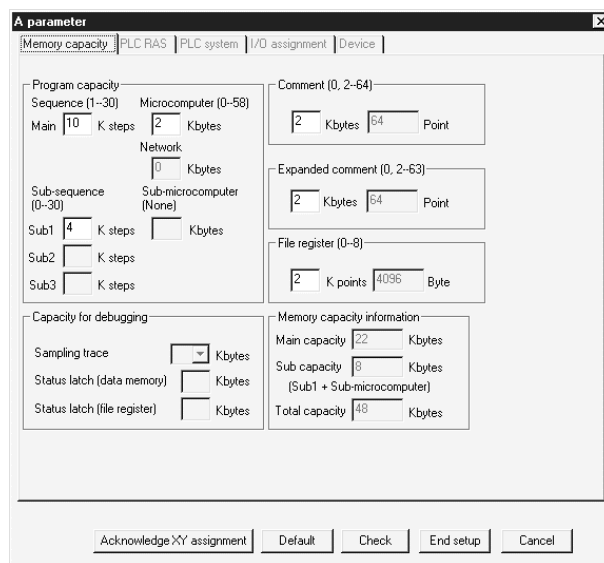 A parameter
Memory capacity PLC RAS PLC system I/O assignment Device
Program capacity
Sequence (1--30) Microcomputer (0--58)
Main 10 K steps 2 Kbytes
Network
0 Kbytes
Sub-sequence Sub-microcomputer
(0--30) (None)
Sub1 4 K steps Kbytes
Sub2 K steps
Sub3 K steps
Comment (0, 2--64)
2 Kbytes 64 Point
Expanded comment (0, 2--63)
2 Kbytes 64 Point
File register (0--8)
2 K points 4096 Byte
Capacity for debugging
Sampling trace Kbytes
Status latch (data memory) Kbytes
Status latch (file register) Kbytes
Memory capacity information
Main capacity 22 Kbytes
Sub capacity 8 Kbytes
(Sub1 + Sub-microcomputer)
Total capacity 48 Kbytes
Acknowledge XY assignment Default Check End setup Cancel